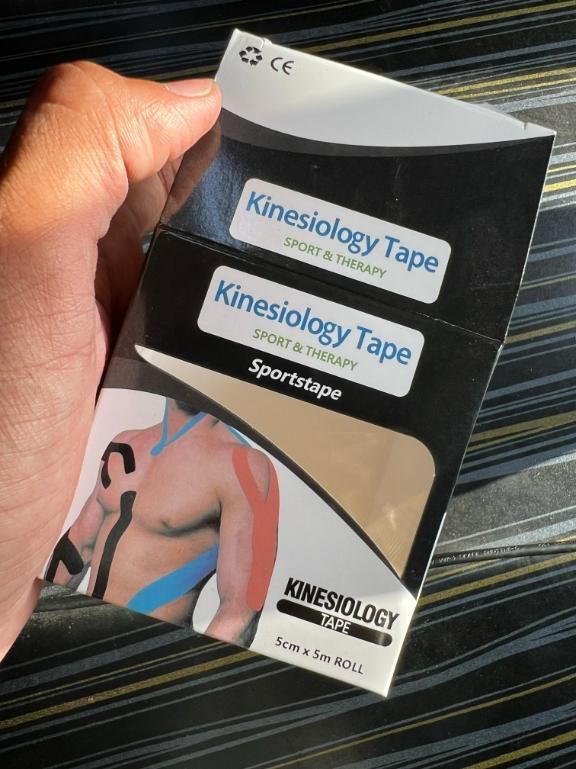 CE
Kinesiology Tape
SPORT & THERAPY
Kinesiology Tape
SPORT & THERAPY
Sportstape
KINESIOLOGY
TAPE
5cm x 5m ROLL